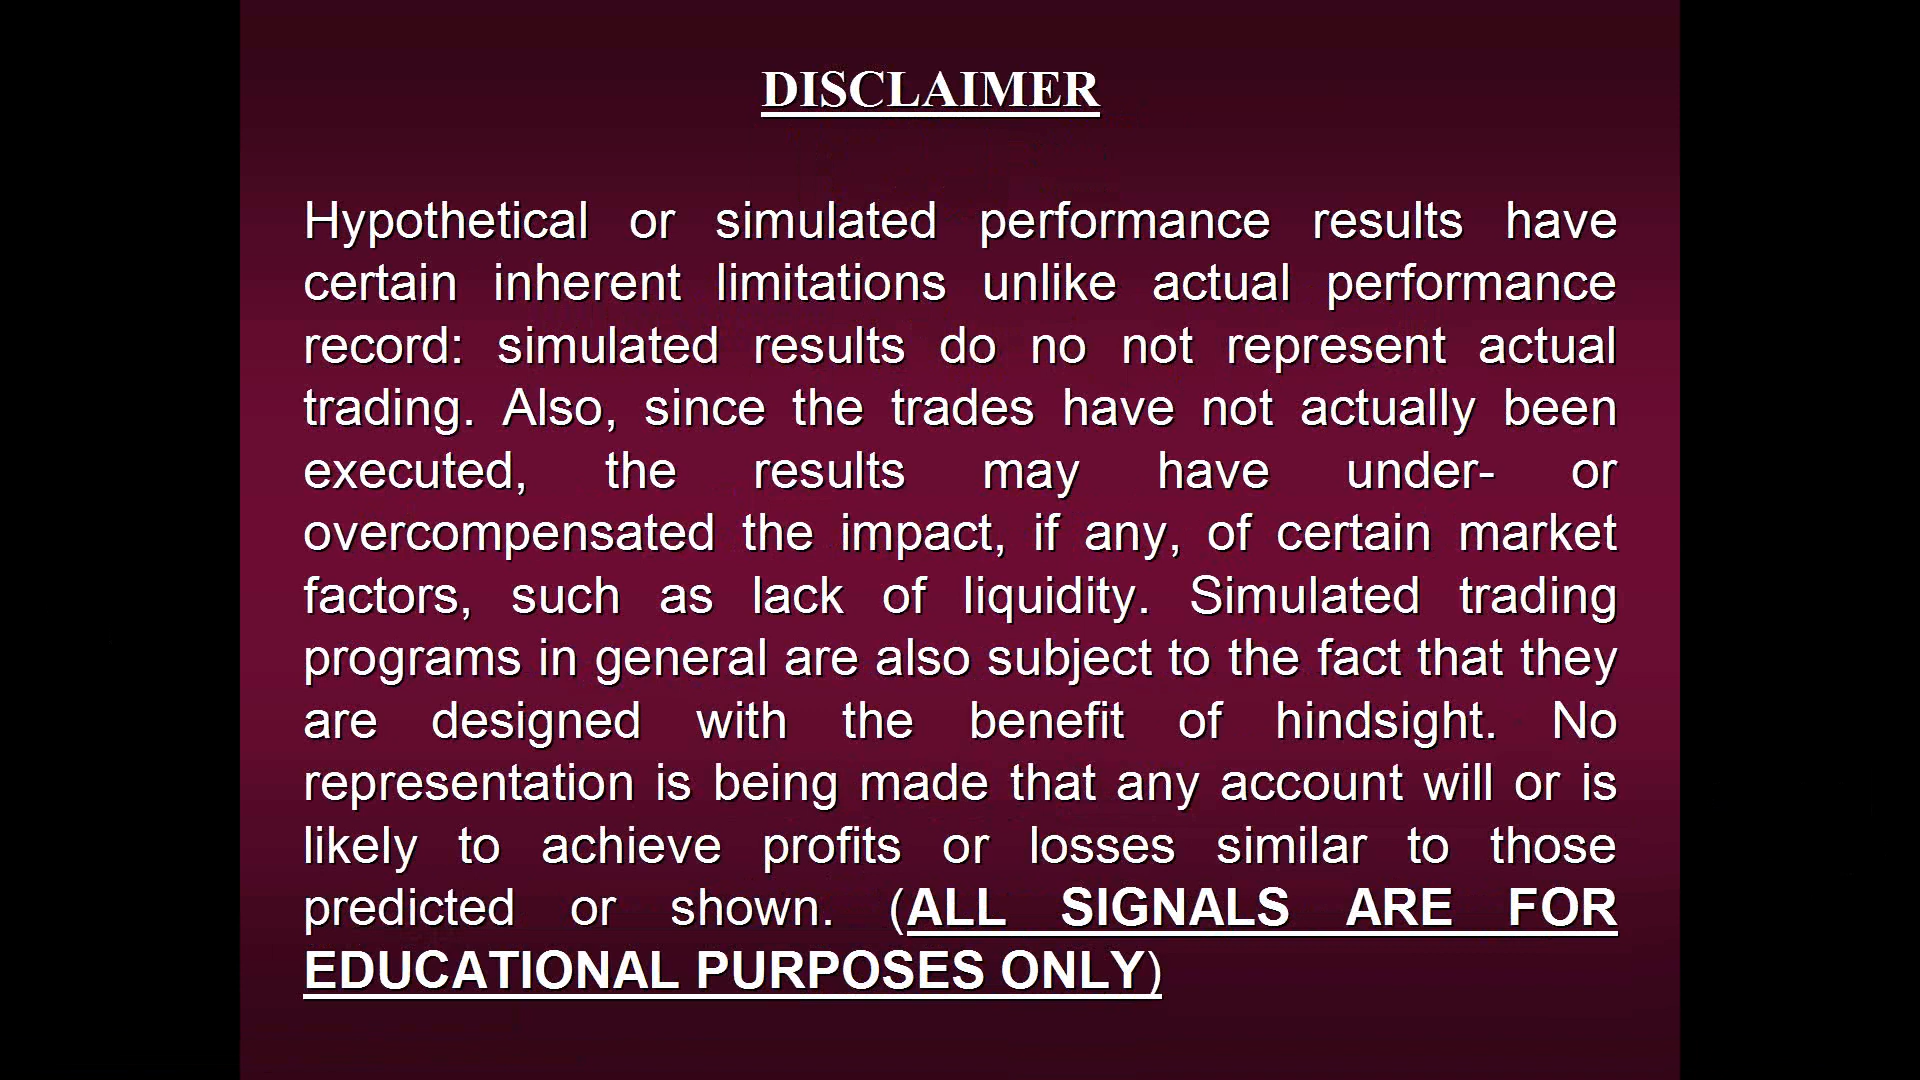 DISCLAIMER
Hypothetical or simulated performance results have
certain inherent limitations unlike actual performance
record: simulated results do no not represent actual
trading. Also, since the trades have not actually been
executed, the results may have under- or
overcompensated the impact, if any, of certain market
factors, such as lack of liquidity. Simulated trading
programs in general are also subject to the fact that they
are designed with the benefit of hindsight. No
representation is being made that any account will or is
likely to achieve profits or losses similar to those
predicted or shown. (ALL SIGNALS ARE FOR
EDUCATIONAL PURPOSES ONLY)